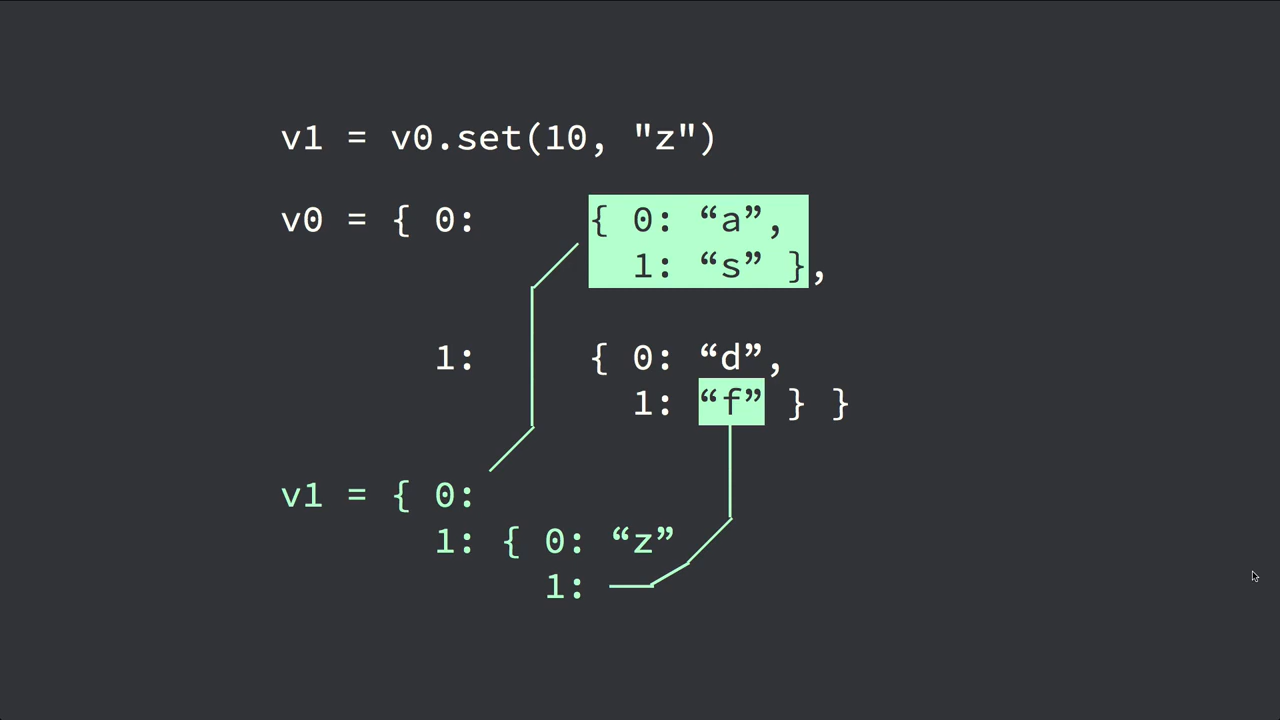 v1 = v0.set(10, "z")
v0 = { 0: { 0: “a”,
1: “s” },
1: { 0: “d”,
1: “f” } }
v1 = { 0:
1: { 0: “z”
1: